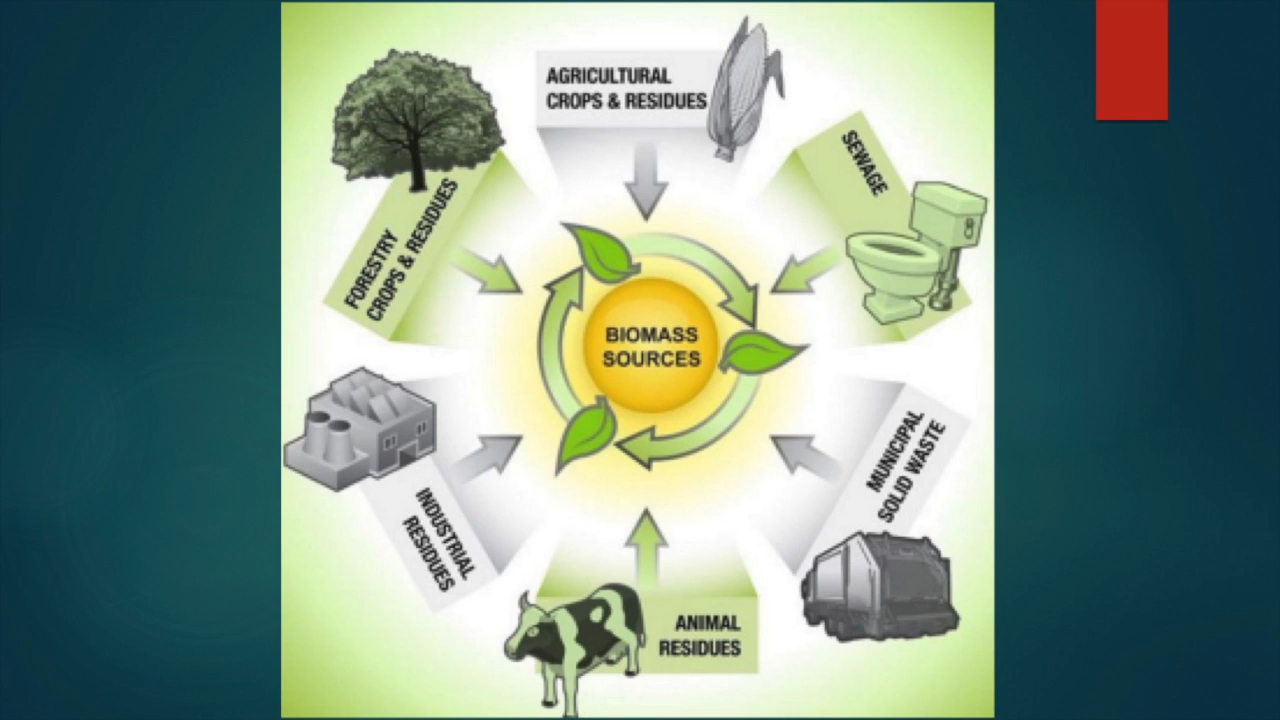 AGRICULTURAL
CROPS & RESIDUES
SEWAGE
FORESTRY
CROPS & RESIDUES
BIOMASS
SOURCES
MUNICIPAL
SOLID WASTE
INDUSTRIAL
RESIDUES
ANIMAL
RESIDUES